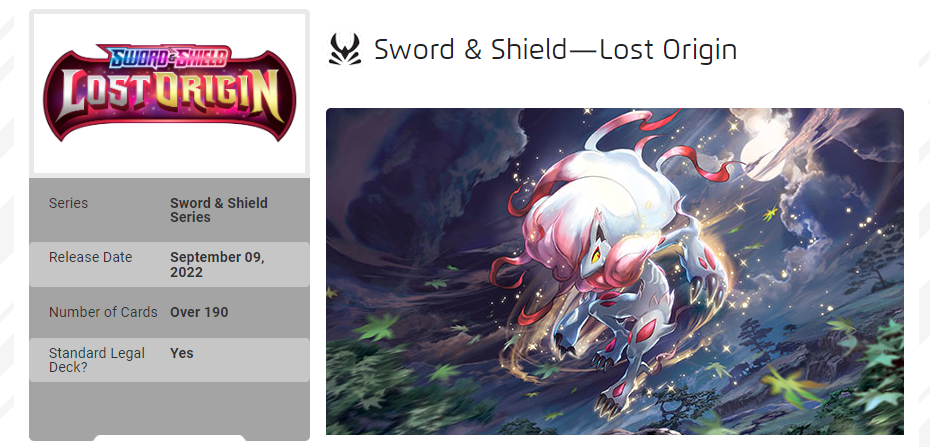 SWORD & SHIELD
LOST ORIGIN
Series
Sword & Shield
Series
Release Date
September 09,
2022
Number of Cards
Over 190
Standard Legal
Deck?
Yes
Sword & Shield—Lost Origin